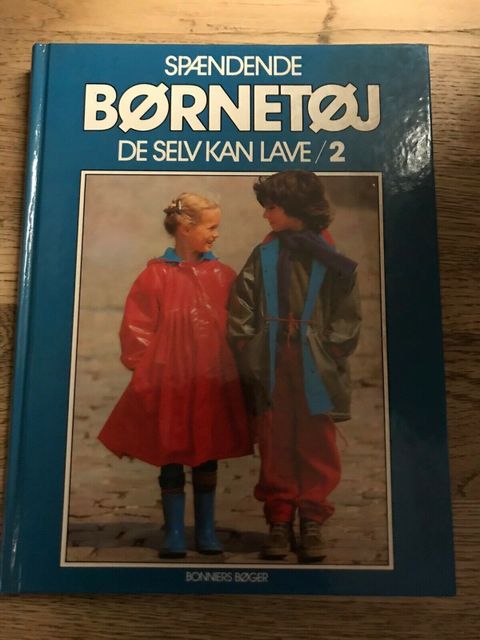 SPÆNDENDE
BØRNETØJ
DE SELV KAN LAVE/2
BONNIERS BØGER